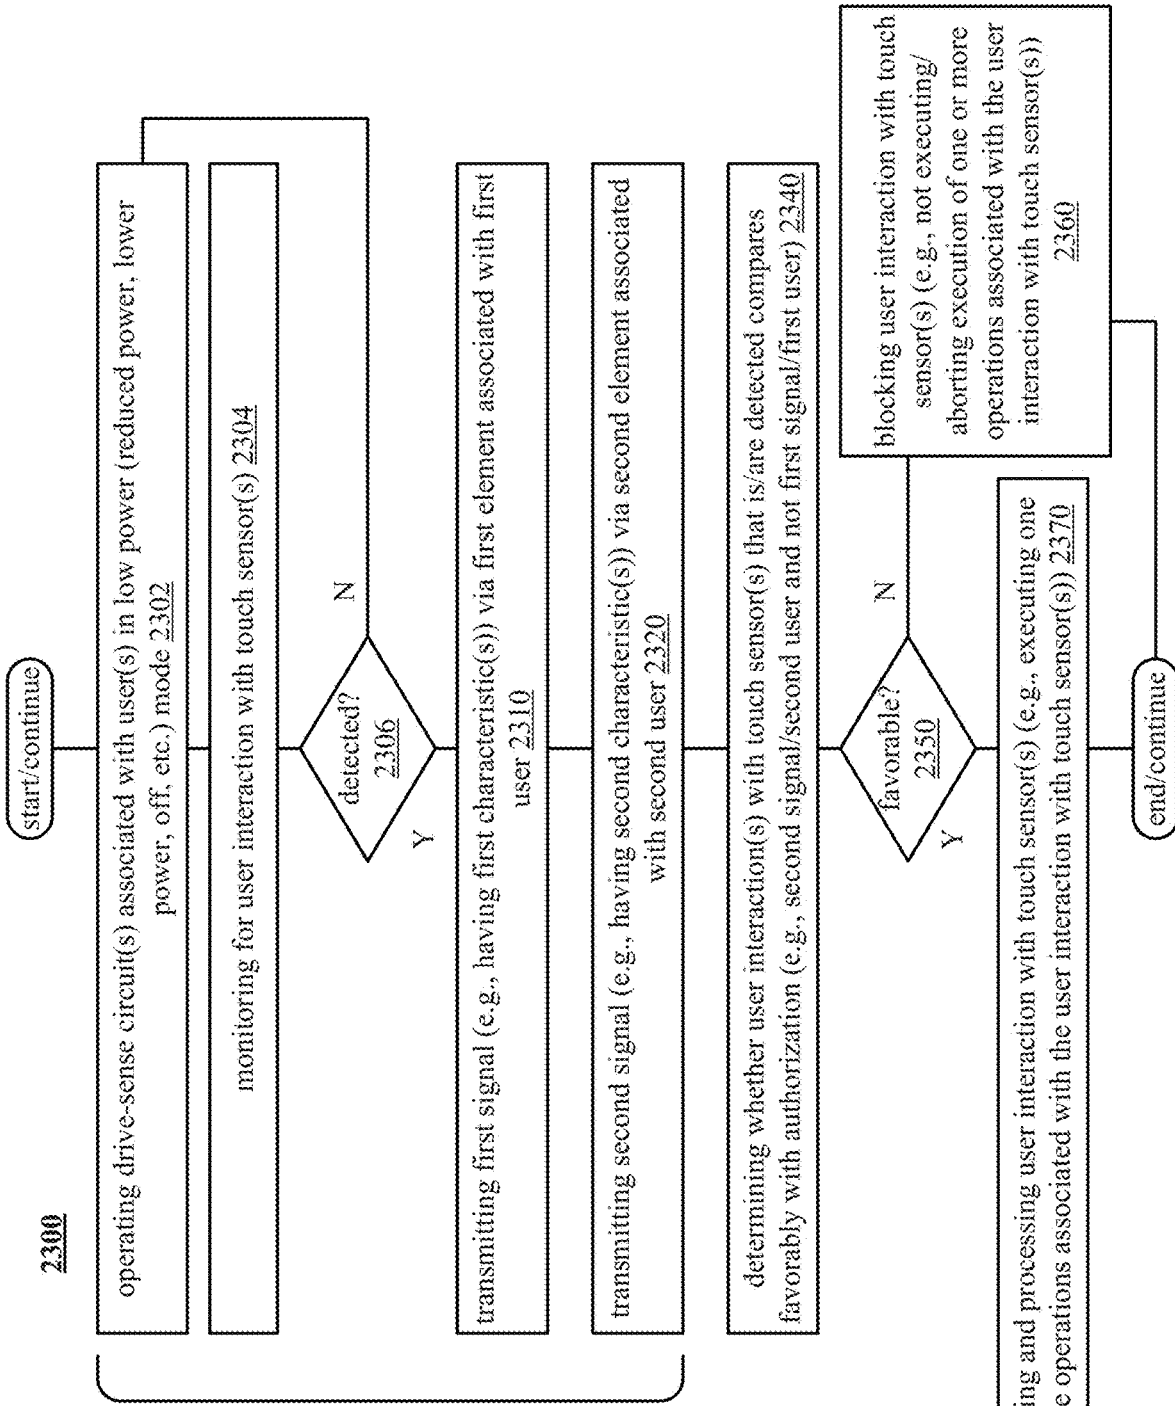 2300
start/continue
operating drive-sense circuit(s) associated with user(s) in low power (reduced power, lower
power, off, etc.) mode 2302
monitoring for user interaction with touch sensor(s) 2304
detected?
2306
N
Y
transmitting first signal (e.g., having first characteristic(s)) via first element associated with first
user 2310
transmitting second signal (e.g., having second characteristic(s)) via second element associated
with second user 2320
determining whether user interaction(s) with touch sensor(s) that is/are detected compares
favorably with authorization (e.g., second signal/second user and not first signal/first user) 2340
favorable?
2350
N
Y
blocking user interaction with touch
sensor(s) (e.g., not executing/
aborting execution of one or more
operations associated with the user
interaction with touch sensor(s))
2360
and processing user interaction with touch sensor(s) (e.g., executing one
operations associated with the user interaction with touch sensor(s)) 2370
end/continue